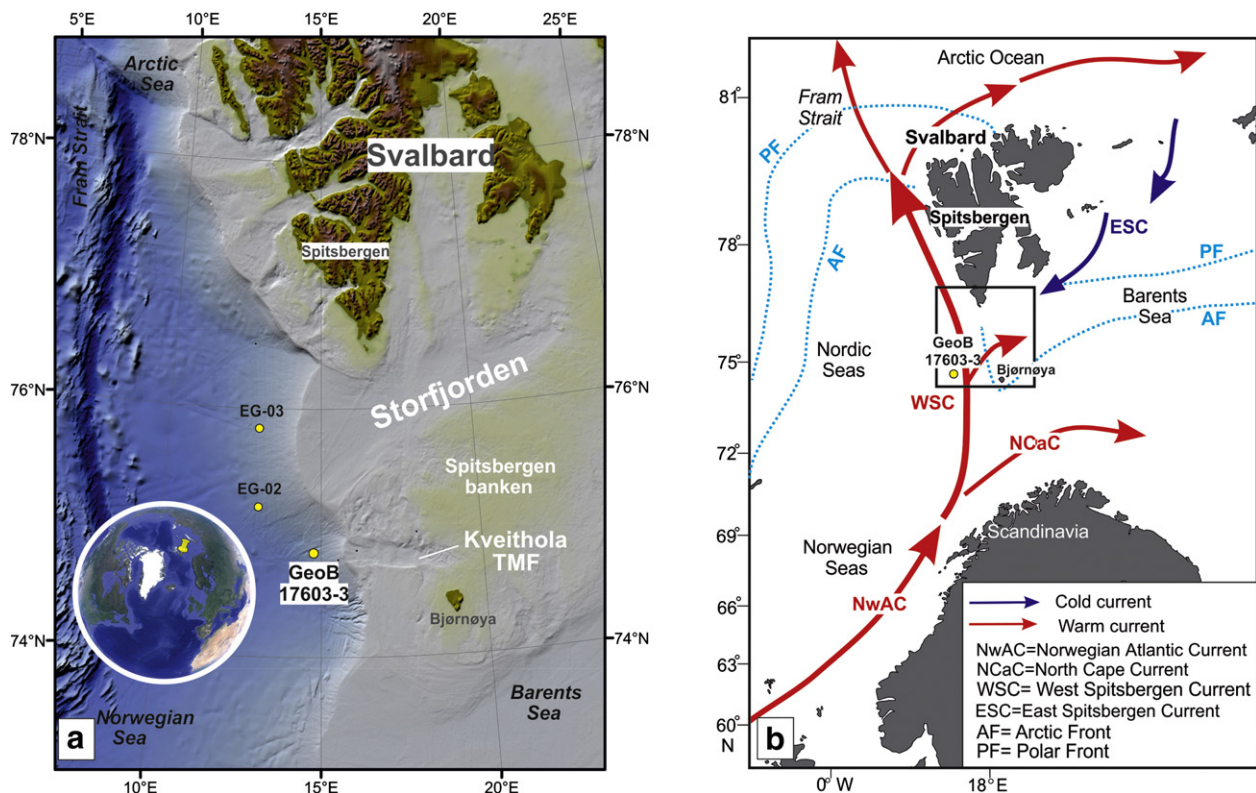 5°E
10°E
15°E
20°E
25°E
Arctic
Sea
Fram Strait
78°N
78°N
Svalbard
Spitsbergen
76°N
76°N
Storfjorden
EG-03
EG-02
Spitsbergen
banken
Kveithola
TMF
GeoB
17603-3
Bjørnøya
74°N
74°N
Norwegian
Sea
Barents
Sea
a
10°E
15°E
20°E
Arctic Ocean
81°
Fram
Strait
PF
Svalbard
Spitsbergen
ESC
78°
AF
PF
Barents
Sea
AF
GeoB
17603-3
Nordic
Seas
75°
Bjørnøya
WSC
NCaC
72°
69°
Scandinavia
Norwegian
Seas
NwAC
66°
63°
60°
N
Cold current
Warm current
NwAC=Norwegian Atlantic Current
NCaC=North Cape Current
WSC= West Spitsbergen Current
ESC=East Spitsbergen Current
AF= Arctic Front
PF= Polar Front
b
0° W
18°E